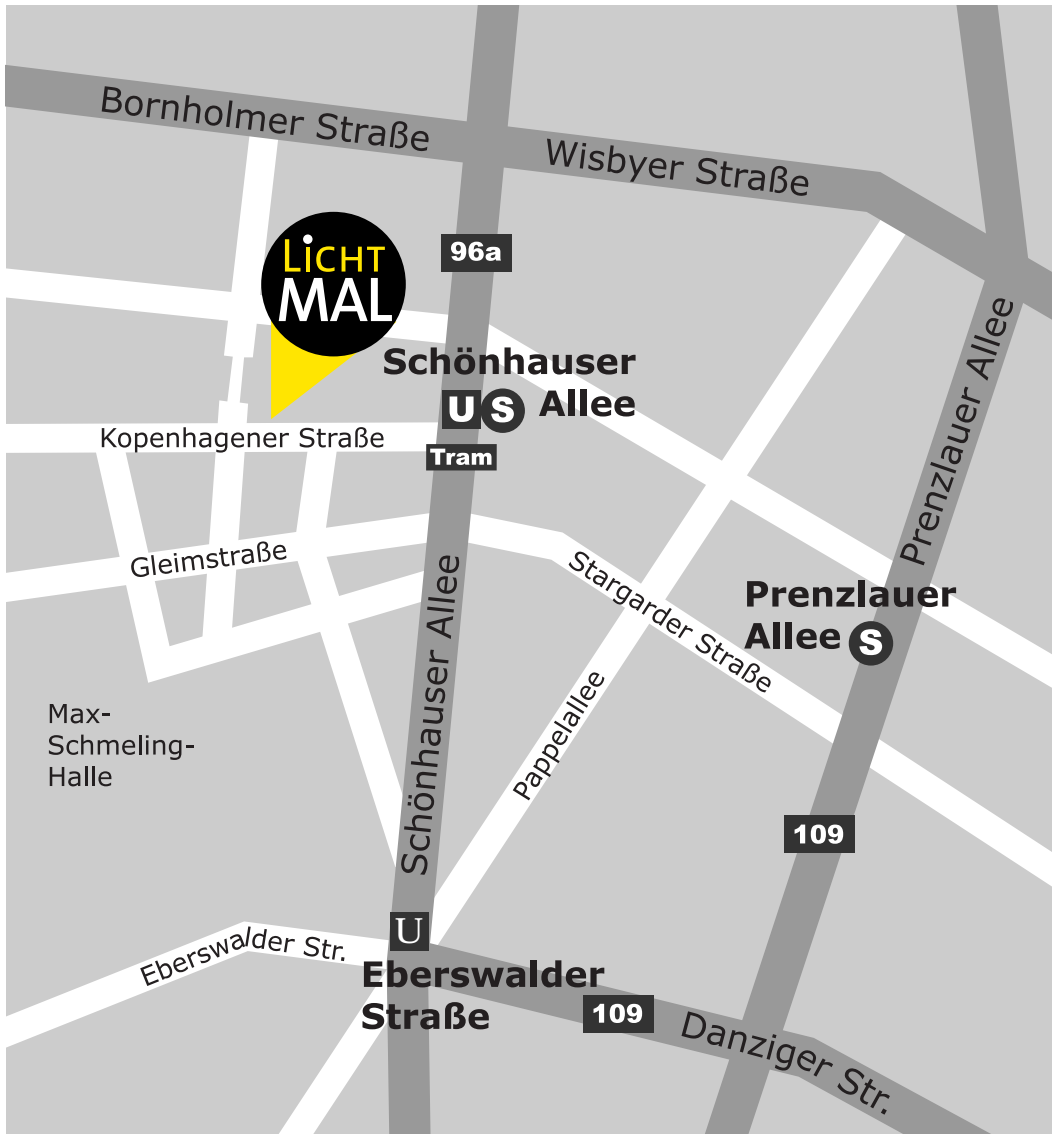 Bornholmer Straße
Wisbyer Straße
LiCHT
MAL
96a
Schönhauser
Allee
U S
Tram
Kopenhagener Straße
Prenzlauer Allee
Gleimstraße
Stargarder Straße
Schönhauser Allee
Prenzlauer
Allee S
Pappelallee
Max-
Schmeling-
Halle
109
U
Eberswalder Str.
Eberswalder
Straße
109
Danziger Str.